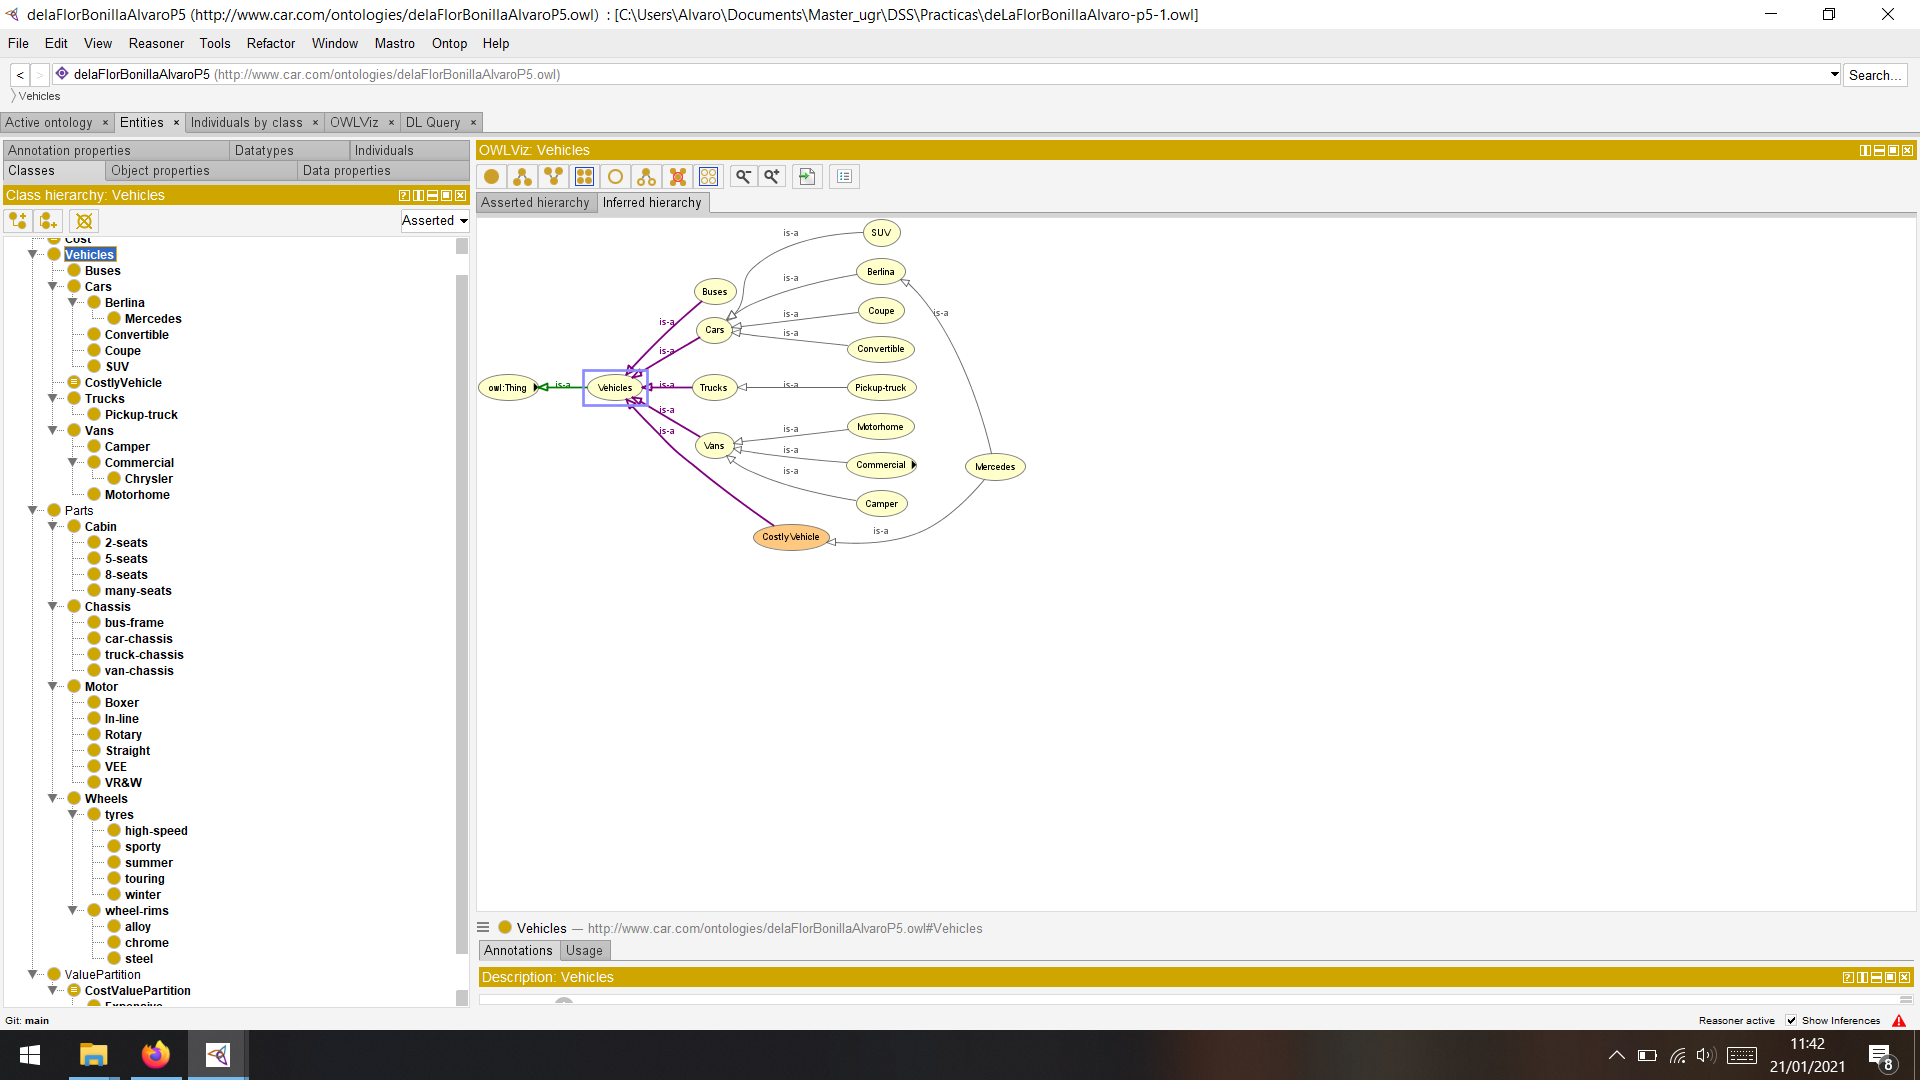 delaFlorBonillaAlvaroP5 (http://www.car.com/ontologies/delaFlorBonillaAlvaroP5.owl) : [C:\Users\Alvaro\Documents\Master_ugr\DSS\Practicas\deLaFlorBonillaAlvaro-p5-1.owl]
File Edit View Reasoner Tools Refactor Window Mastro Ontop Help
< > delaFlorBonillaAlvaroP5 (http://www.car.com/ontologies/delaFlorBonillaAlvaroP5.owl) Search...
Vehicles
Active ontology × Entities × Individuals by class × OWLViz × DL Query ×
Annotation properties Datatypes Individuals
Classes Object properties Data properties
Class hierarchy: Vehicles
Asserted
Cost
Vehicles
Buses
Cars
Berlina
Mercedes
Convertible
Coupe
SUV
CostlyVehicle
Trucks
Pickup-truck
Vans
Camper
Commercial
Chrysler
Motorhome
Parts
Cabin
2-seats
5-seats
8-seats
many-seats
Chassis
bus-frame
car-chassis
truck-chassis
van-chassis
Motor
Boxer
In-line
Rotary
Straight
VEE
VR&W
Wheels
tyres
high-speed
sporty
summer
touring
winter
wheel-rims
alloy
chrome
steel
ValuePartition
CostValuePartition
Expensive
OWLViz: Vehicles
Asserted hierarchy Inferred hierarchy
is-a SUV
is-a Berlina
Buses
is-a Coupe is-a
is-a Cars is-a Convertible
is-a
owl:Thing is-a Vehicles is-a Trucks is-a Pickup-truck
is-a
is-a Motorhome
is-a Vans is-a Commercial Mercedes
is-a Camper
CostlyVehicle is-a
Vehicles — http://www.car.com/ontologies/delaFlorBonillaAlvaroP5.owl#Vehicles
Annotations Usage
Description: Vehicles
Git: main
Reasoner active Show Inferences
11:42
21/01/2021
8